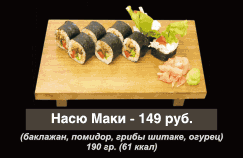 Насю Маки - 149 руб.
(баклажан, помидор, грибы шитаке, огурец)
190 гр. (61 ккал)